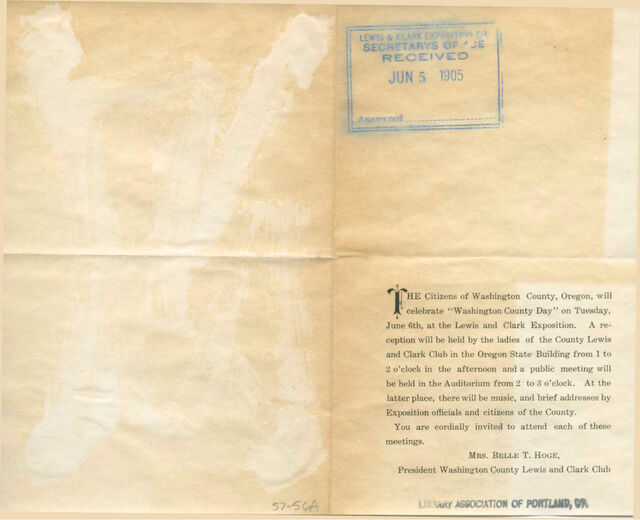 LEWIS & CLARK EXPOSITION CO.
SECRETARYS OFFICE
RECEIVED
JUN 5 1905
Answered
THE Citizens of Washington County, Oregon, will
celebrate "Washington County Day" on Tuesday,
June 6th, at the Lewis and Clark Exposition. A re-
ception will be held by the ladies of the County Lewis
and Clark Club in the Oregon State Building from 1 to
2 o'clock in the afternoon and a public meeting will
be held in the Auditorium from 2 to 3 o'clock. At the
latter place, there will be music, and brief addresses by
Exposition officials and citizens of the County.
You are cordially invited to attend each of these
meetings.
MRS. BELLE T. HOGE,
President Washington County Lewis and Clark Club
57-56A
LIBRARY ASSOCIATION OF PORTLAND, OR.